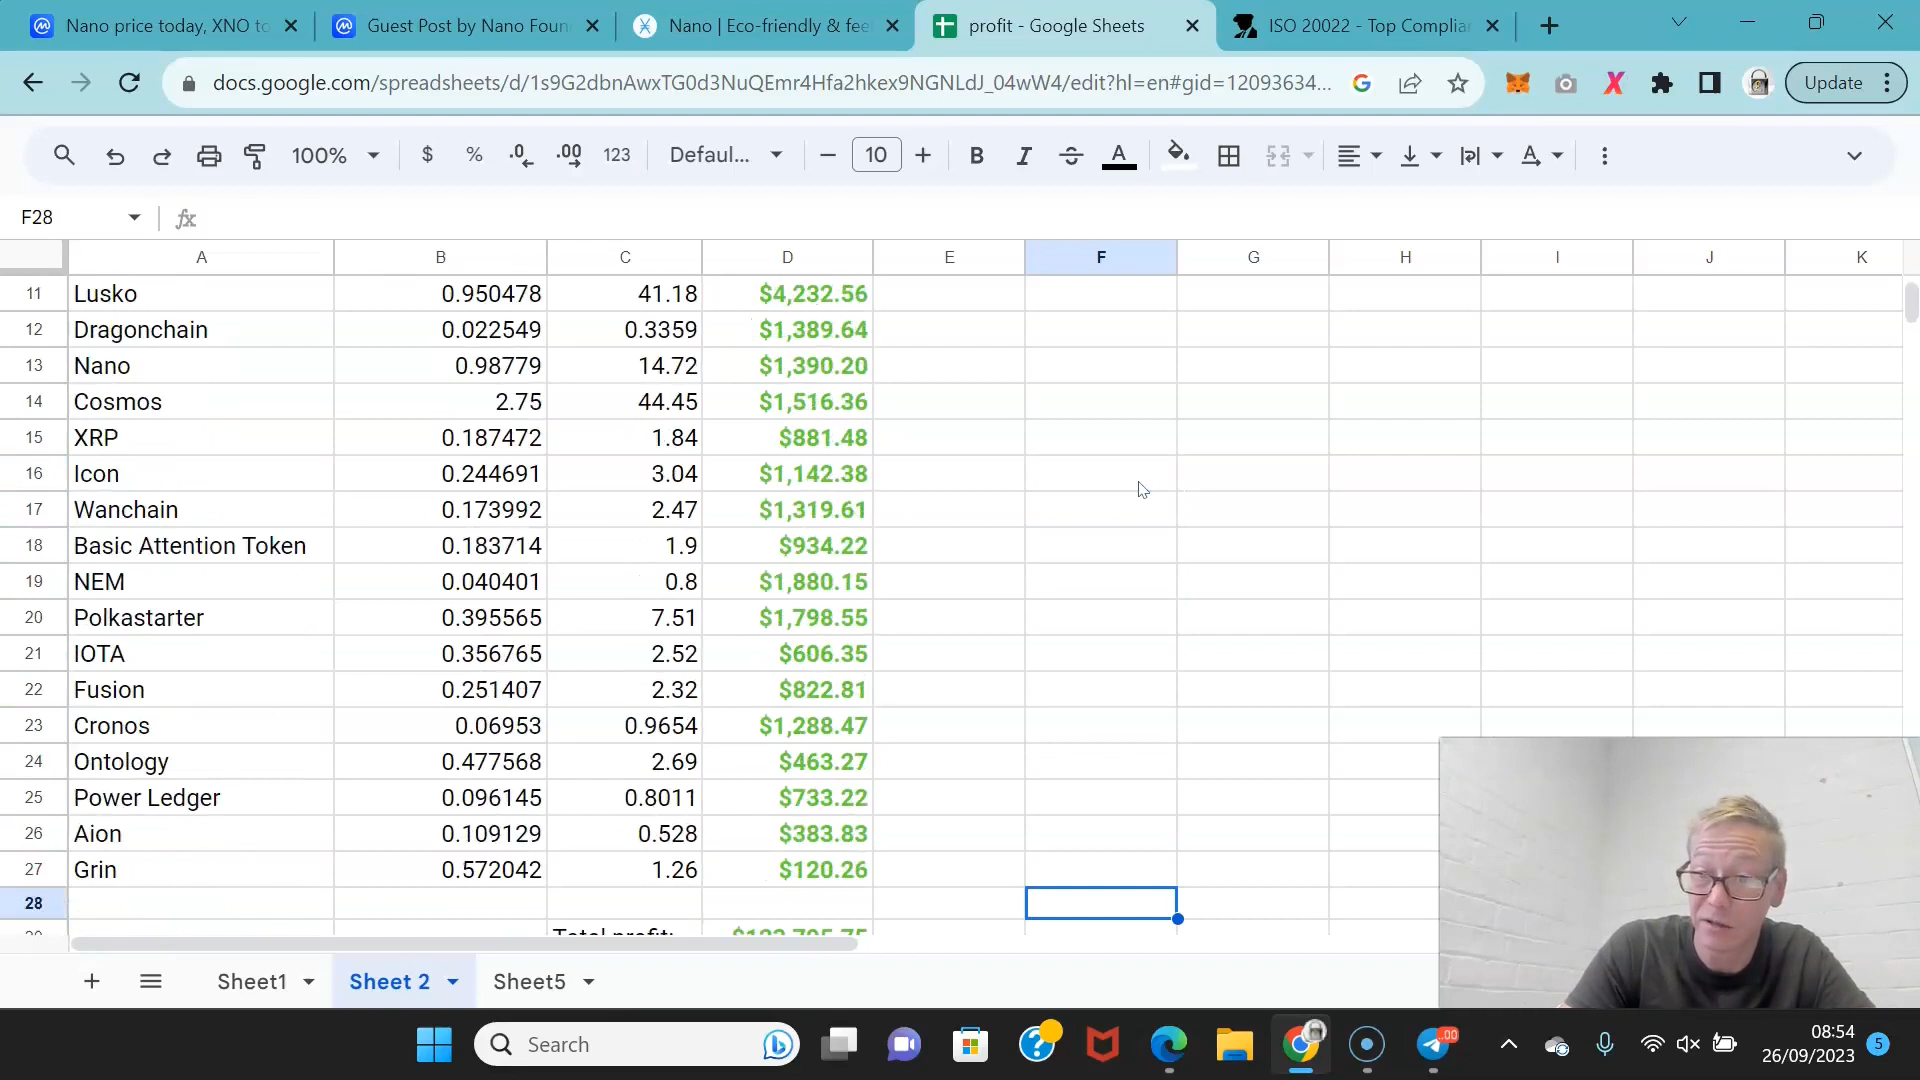 Nano price today, XNO to
Guest Post by Nano Foun
Nano | Eco-friendly & fee
profit - Google Sheets
ISO 20022 - Top Complia
docs.google.com/spreadsheets/d/1s9G2dbnAwxTG0d3NuQEmr4Hfa2hkex9NGNLdJ_04wW4/edit?hl=en#gid=12093634...
Update
100%
$ % .0 .00 123
Defaul...
10
B I A
F28
fx
A B C D E F G H I J K
11 Lusko 0.950478 41.18 $4,232.56
12 Dragonchain 0.022549 0.3359 $1,389.64
13 Nano 0.98779 14.72 $1,390.20
14 Cosmos 2.75 44.45 $1,516.36
15 XRP 0.187472 1.84 $881.48
16 Icon 0.244691 3.04 $1,142.38
17 Wanchain 0.173992 2.47 $1,319.61
18 Basic Attention Token 0.183714 1.9 $934.22
19 NEM 0.040401 0.8 $1,880.15
20 Polkastarter 0.395565 7.51 $1,798.55
21 IOTA 0.356765 2.52 $606.35
22 Fusion 0.251407 2.32 $822.81
23 Cronos 0.06953 0.9654 $1,288.47
24 Ontology 0.477568 2.69 $463.27
25 Power Ledger 0.096145 0.8011 $733.22
26 Aion 0.109129 0.528 $383.83
27 Grin 0.572042 1.26 $120.26
28
Total profit:
Sheet1
Sheet 2
Sheet5
Search
08:54
26/09/2023
5